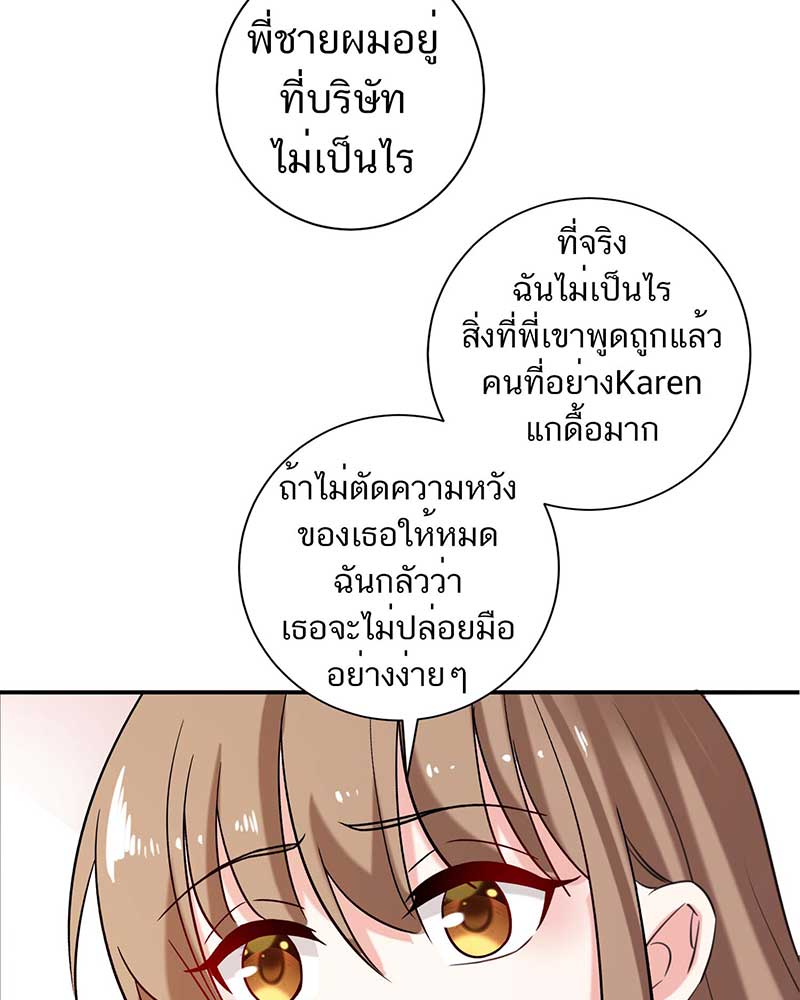 พี่ชายผมอยู่
ที่บริษัท
ไม่เป็นไร
ที่จริง
ฉันไม่เป็นไร
สิ่งที่พี่เขาพูดถูกแล้ว
คนที่อย่างKaren
แกดื้อมาก
ถ้าไม่ตัดความหวัง
ของเธอให้หมด
ฉันกลัวว่า
เธอจะไม่ปล่อยมือ
อย่างง่ายๆ